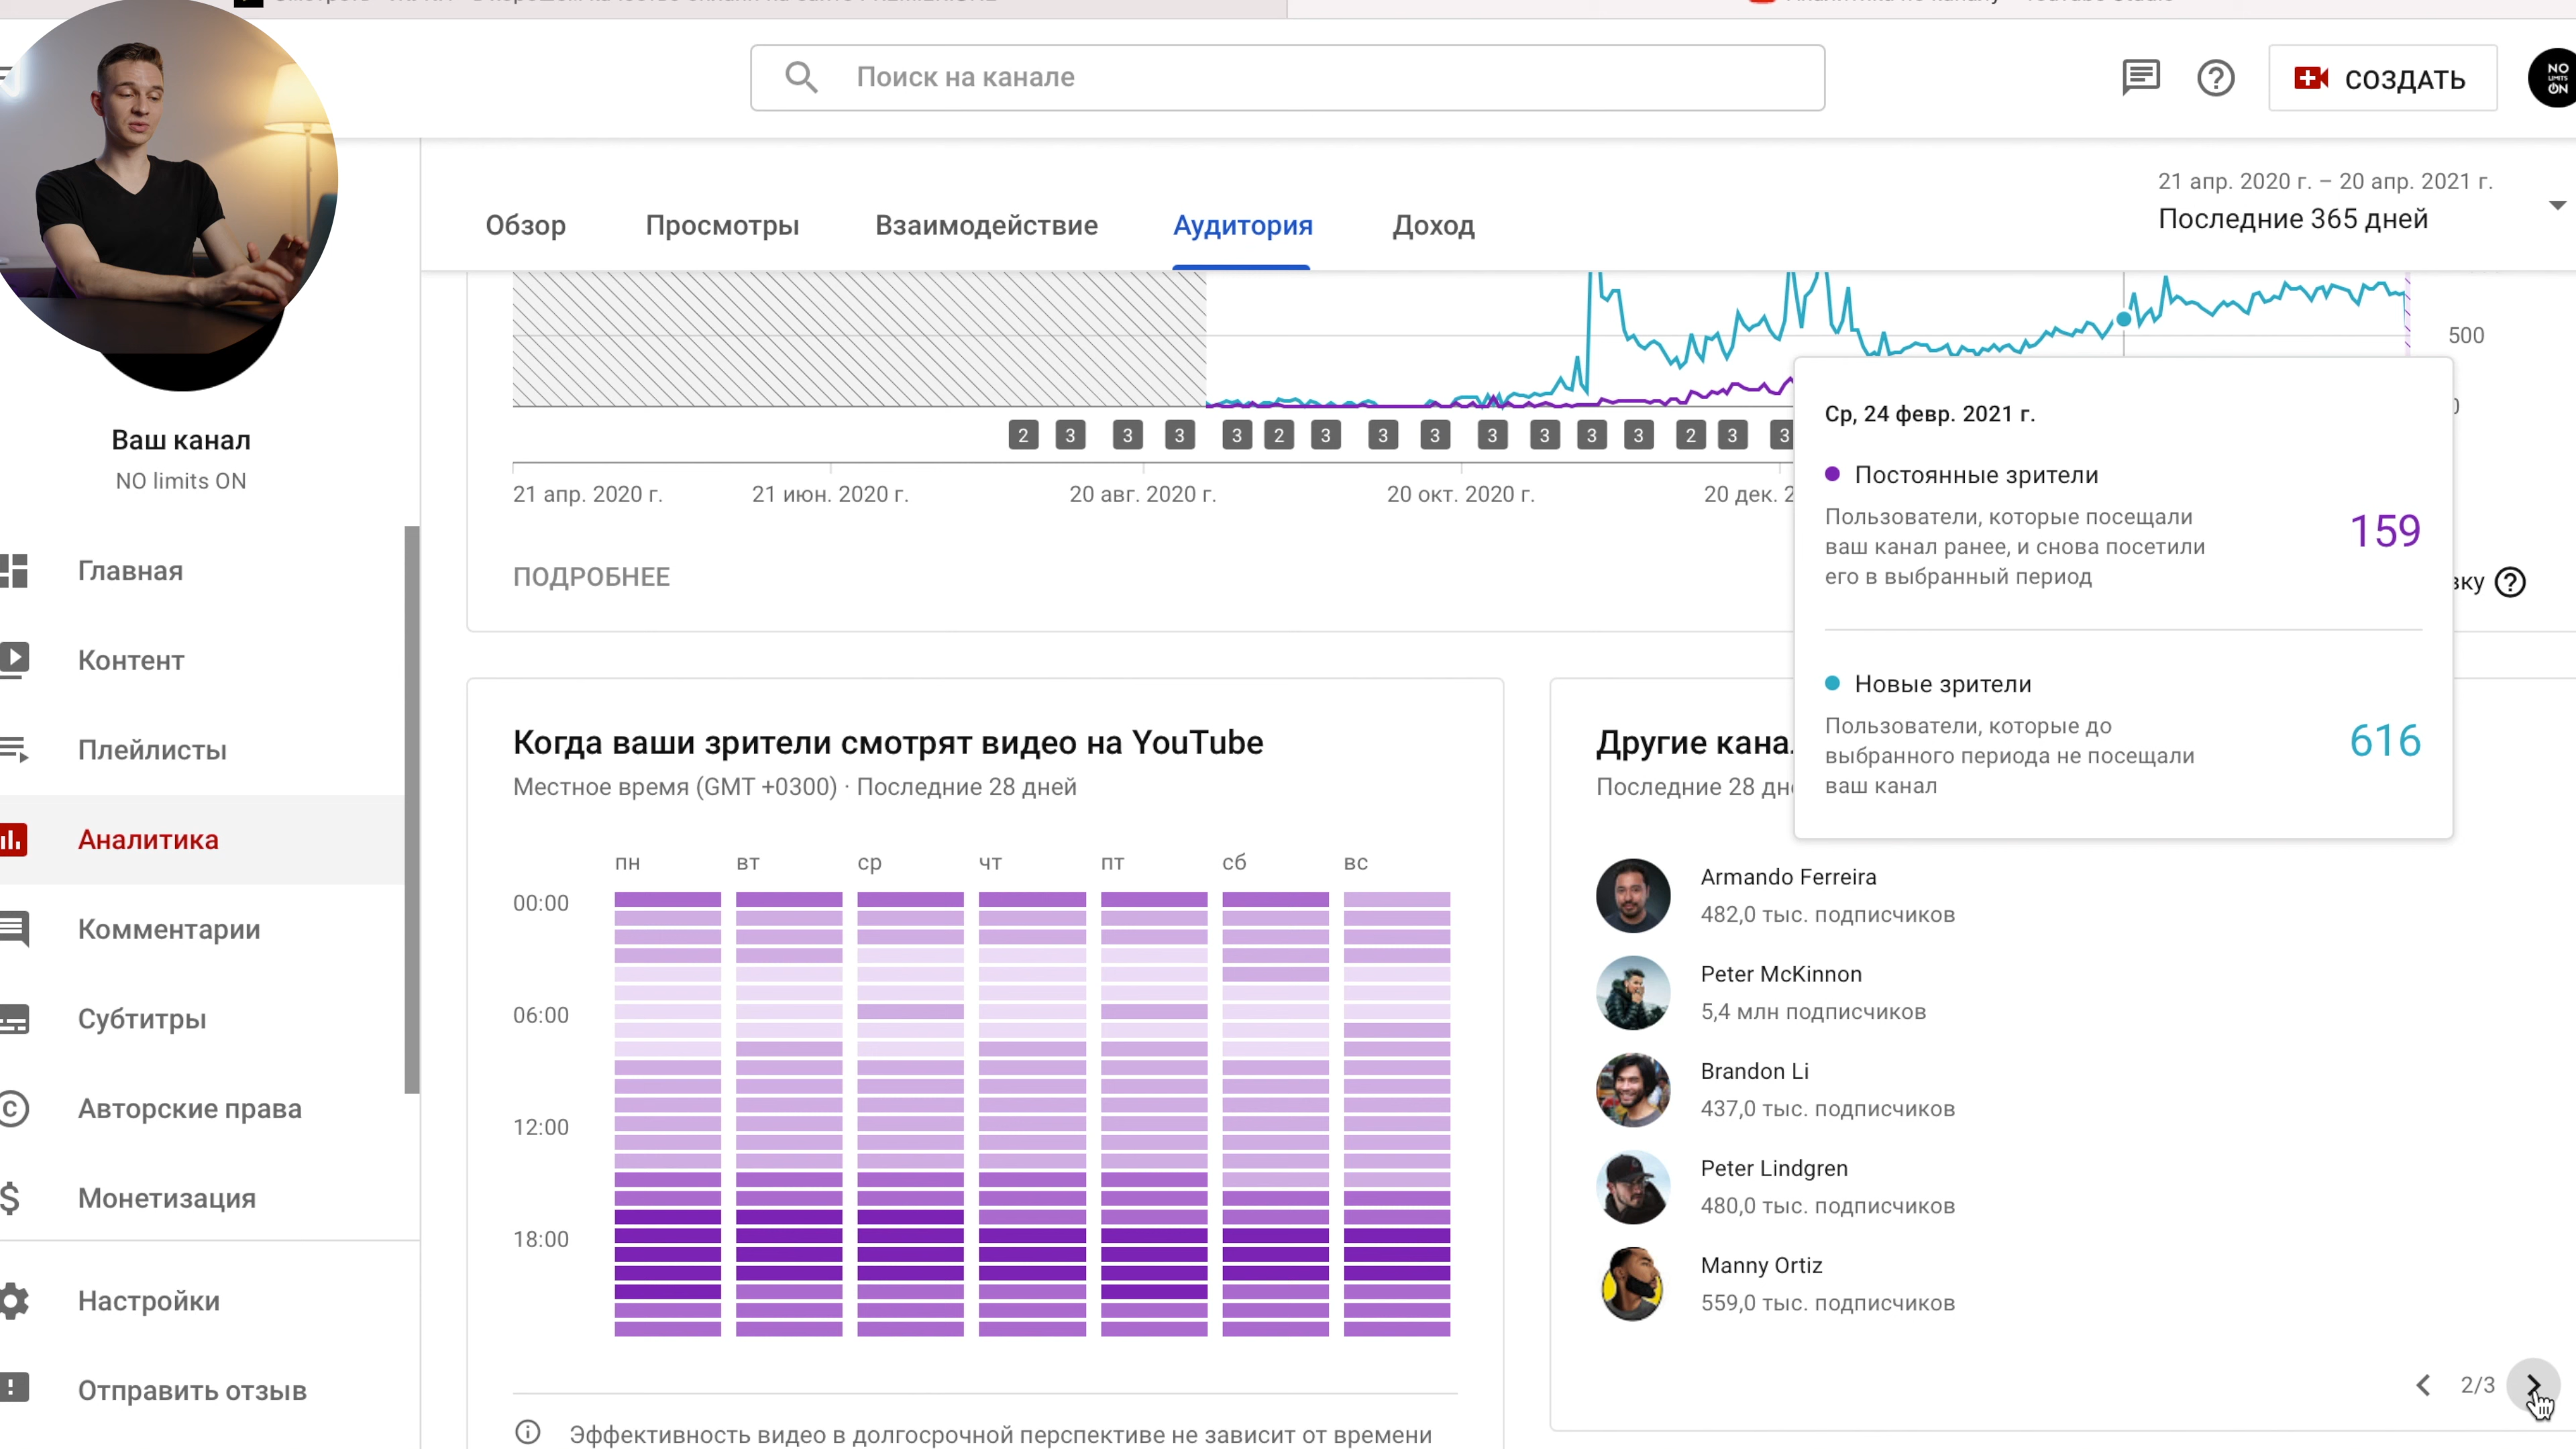 Поиск на канале
СОЗДАТЬ
NO
LIMITS
ON
21 апр. 2020 г. – 20 апр. 2021 г.
Последние 365 дней
Обзор
Просмотры
Взаимодействие
Аудитория
Доход
Ваш канал
NO limits ON
Главная
Контент
Плейлисты
Аналитика
Комментарии
Субтитры
Авторские права
Монетизация
Настройки
Отправить отзыв
500
0
2 3 3 3 3 2 3 3 3 3 3 3 3 2 3 3
21 апр. 2020 г.
21 июн. 2020 г.
20 авг. 2020 г.
20 окт. 2020 г.
20 дек. 2
ПОДРОБНЕЕ
вку
Ср, 24 февр. 2021 г.
Постоянные зрители
Пользователи, которые посещали
ваш канал ранее, и снова посетили
его в выбранный период
159
Новые зрители
Пользователи, которые до
выбранного периода не посещали
ваш канал
616
Когда ваши зрители смотрят видео на YouTube
Местное время (GMT +0300) · Последние 28 дней
пн вт ср чт пт сб вс
00:00
06:00
12:00
18:00
Эффективность видео в долгосрочной перспективе не зависит от времени
Другие кана
Последние 28 дн
Armando Ferreira
482,0 тыс. подписчиков
Peter McKinnon
5,4 млн подписчиков
Brandon Li
437,0 тыс. подписчиков
Peter Lindgren
480,0 тыс. подписчиков
Manny Ortiz
559,0 тыс. подписчиков
2/3